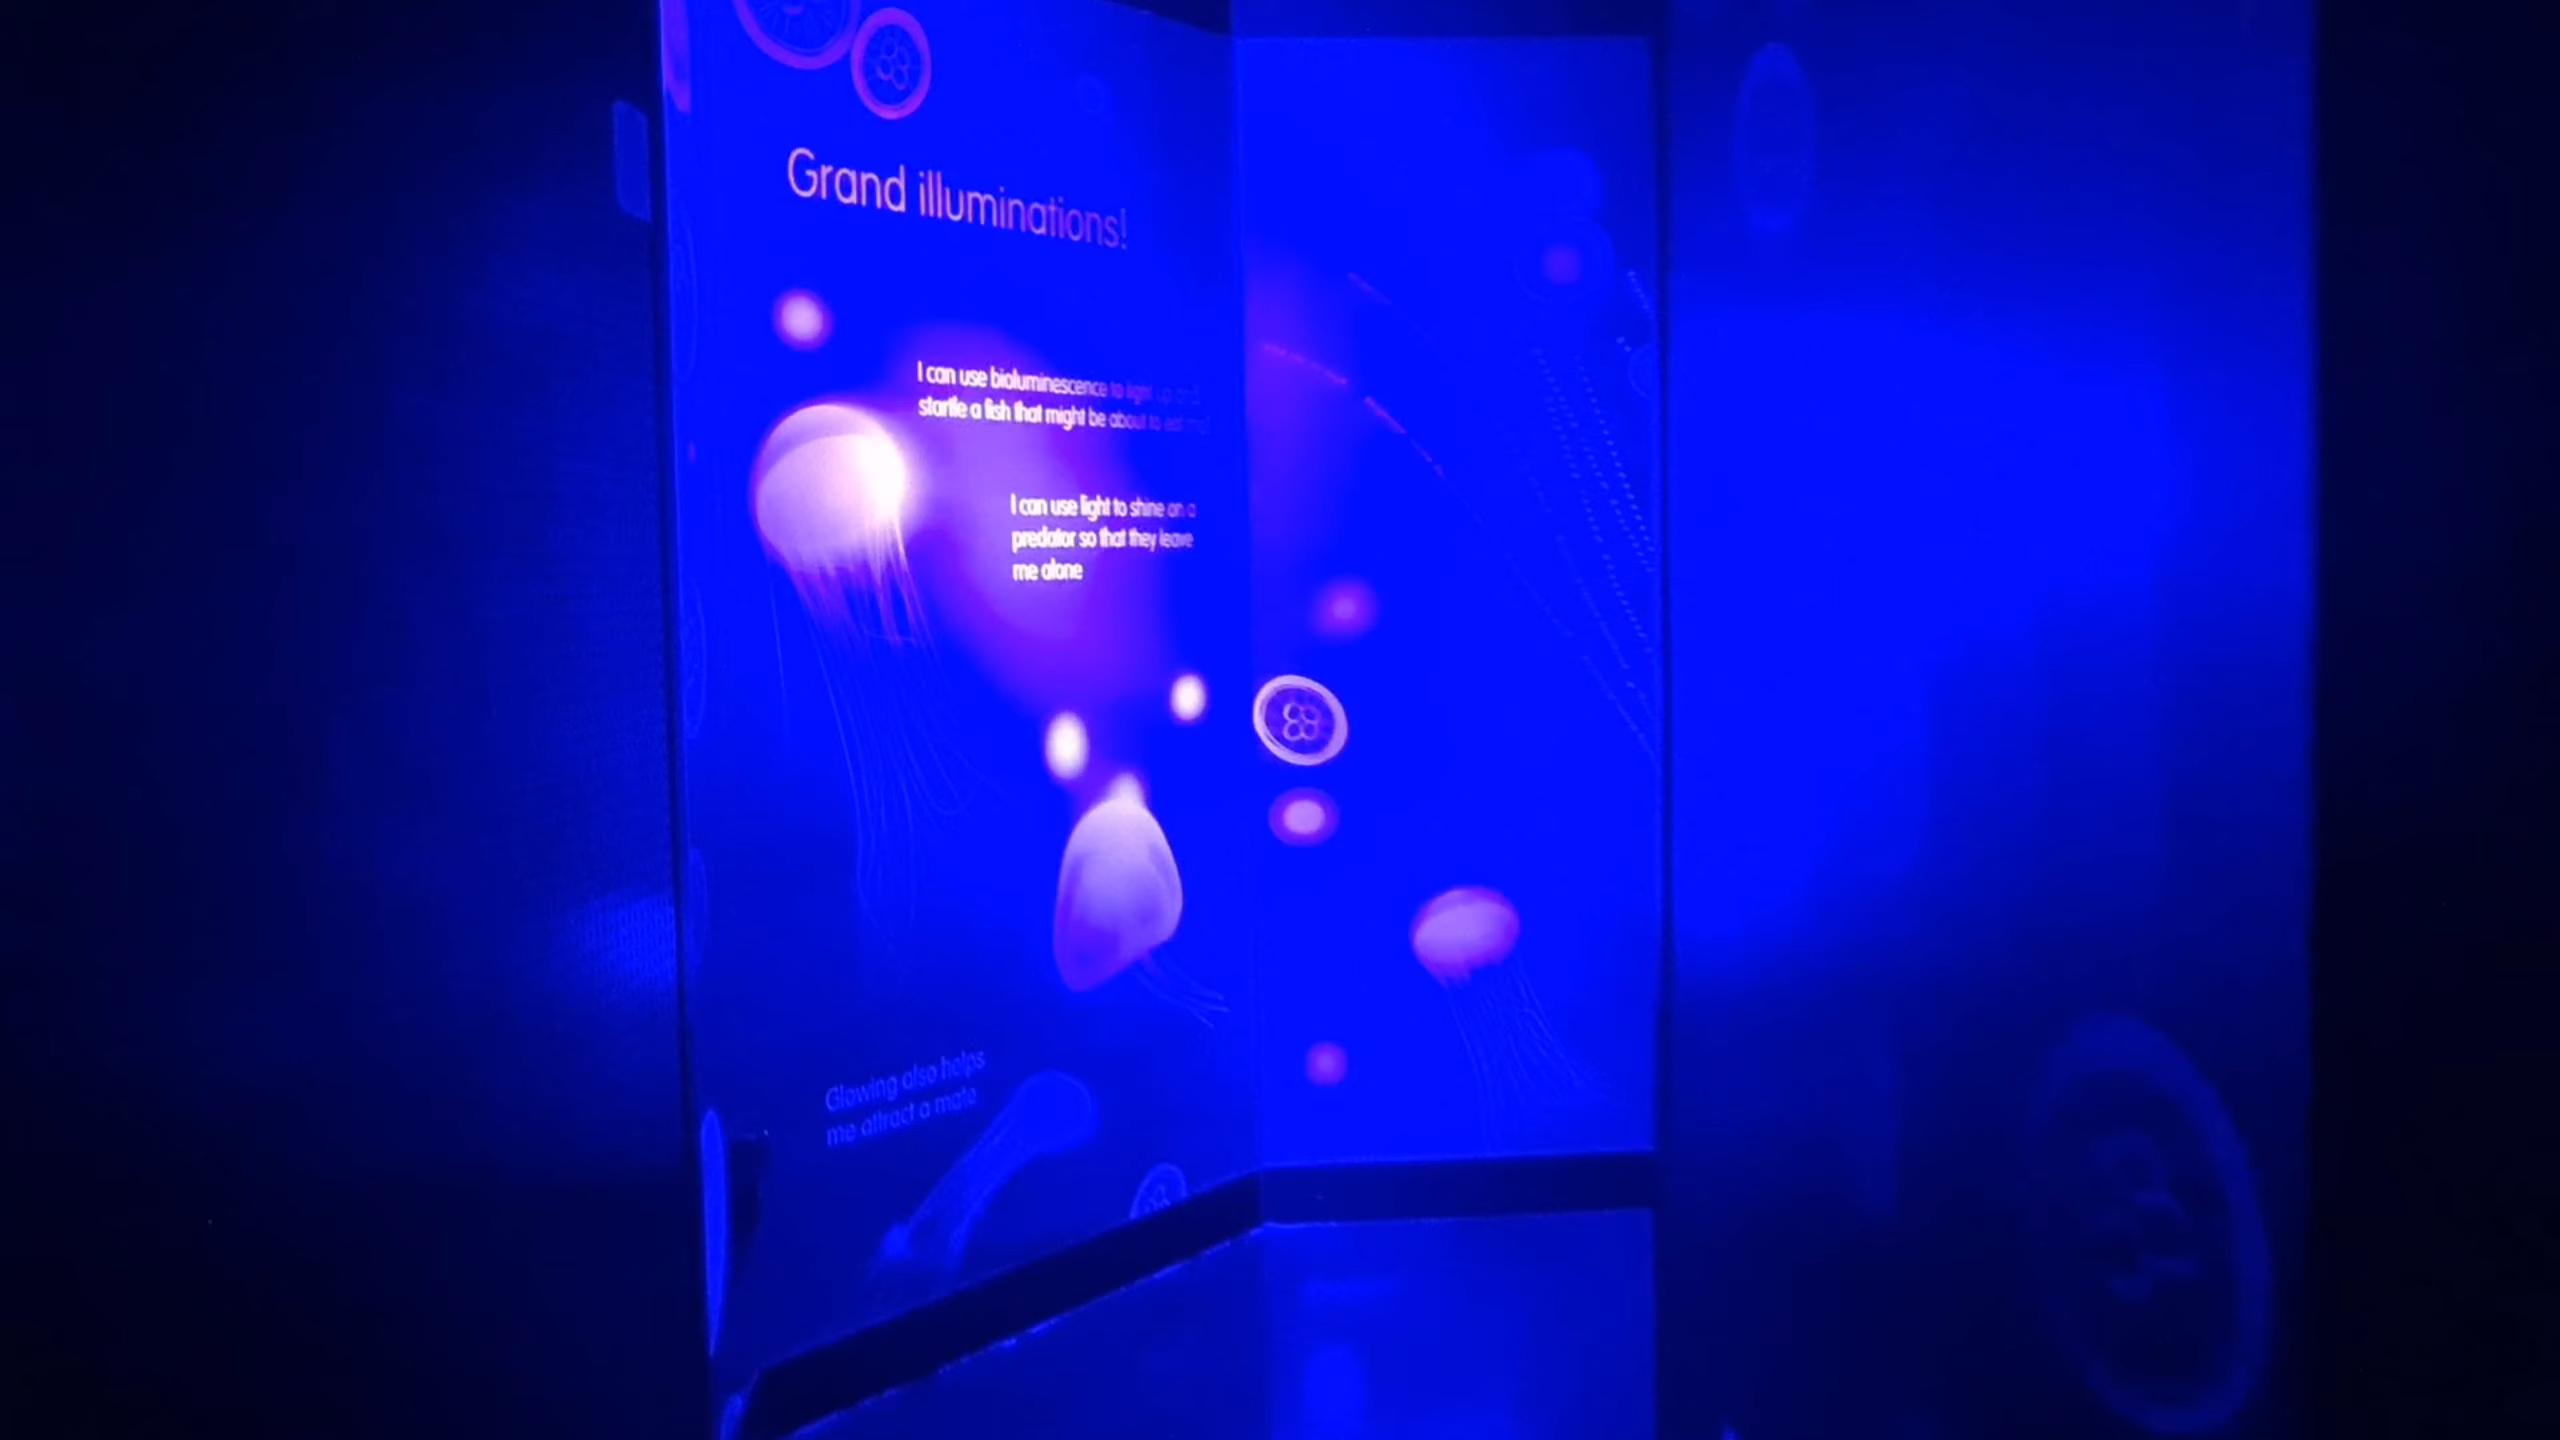 Grand illuminations!
I can use bioluminescence to light up and
startle a fish that might be about to eat me!
I can use light to shine on a
predator so that they leave
me alone
Glowing also helps
me attract a mate